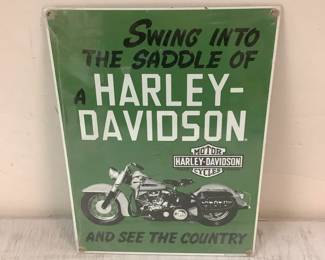 SWING INTO
THE SADDLE OF
A HARLEY-
DAVIDSON
MOTOR
HARLEY-DAVIDSON
CYCLES
AND SEE THE COUNTRY